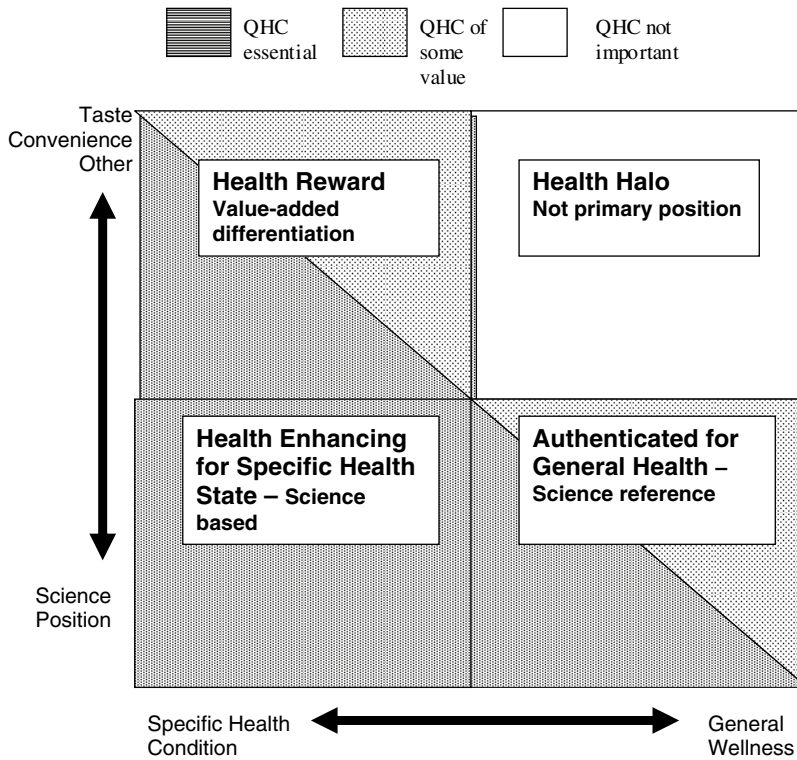 QHC
essential
QHC of
some
value
QHC not
important
Taste
Convenience
Other
Health Reward
Value-added
differentiation
Health Halo
Not primary position
Health Enhancing
for Specific Health
State – Science
based
Authenticated for
General Health –
Science reference
Science
Position
Specific Health
Condition
General
Wellness